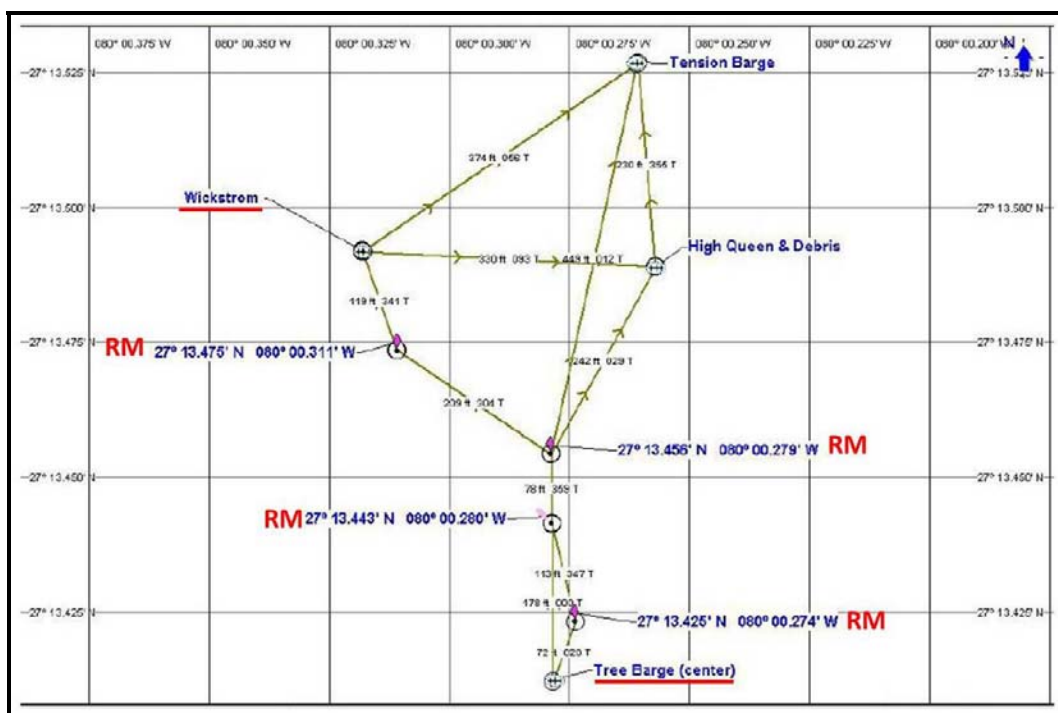 080° 00.375' W 080° 00.350' W 080° 00.325' W 080° 00.300' W 080° 00.275' W 080° 00.250' W 080° 00.225' W 080° 00.200' W N
Tension Barge
27° 13.525' N 27° 13.525' N
374 ft 056 T 230 ft 355 T
Wickstrom
27° 13.500' N 27° 13.500' N
High Queen & Debris
330 ft 093 T 449 ft 012 T
119 ft 341 T
27° 13.475' N 27° 13.475' N
RM 27° 13.475' N 080° 00.311' W
242 ft 029 T
209 ft 304 T
27° 13.456' N 080° 00.279' W RM
27° 13.450' N 27° 13.450' N
78 ft 359 T
RM 27° 13.443' N 080° 00.280' W
113 ft 347 T
178 ft 000 T
27° 13.425' N 27° 13.425' N
27° 13.425' N 080° 00.274' W RM
72 ft 020 T
Tree Barge (center)